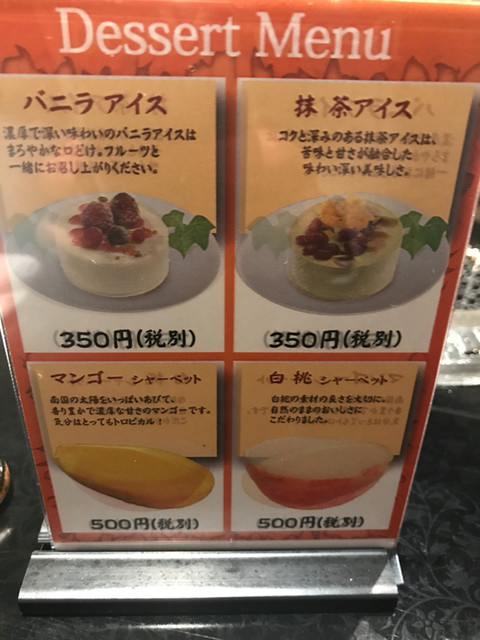 Dessert Menu
バニラアイス
濃厚で深い味わいのバニラアイスは
まろやかな口どけ。フルーツと
一緒にお召し上がりください。
350円(税別)
抹茶アイス
コクと深みのある抹茶アイスは、
苦味と甘さが融合した
味わい深い美味しさ。
350円(税別)
マンゴー シャーベット
南国の太陽をいっぱいあびて、
香り豊かで濃厚な甘さのマンゴーです。
気分はとってもトロピカル!
500円(税別)
白桃 シャーベット
白桃の素材の良さを大切に、
自然のままのおいしさに
こだわりました。
500円(税別)